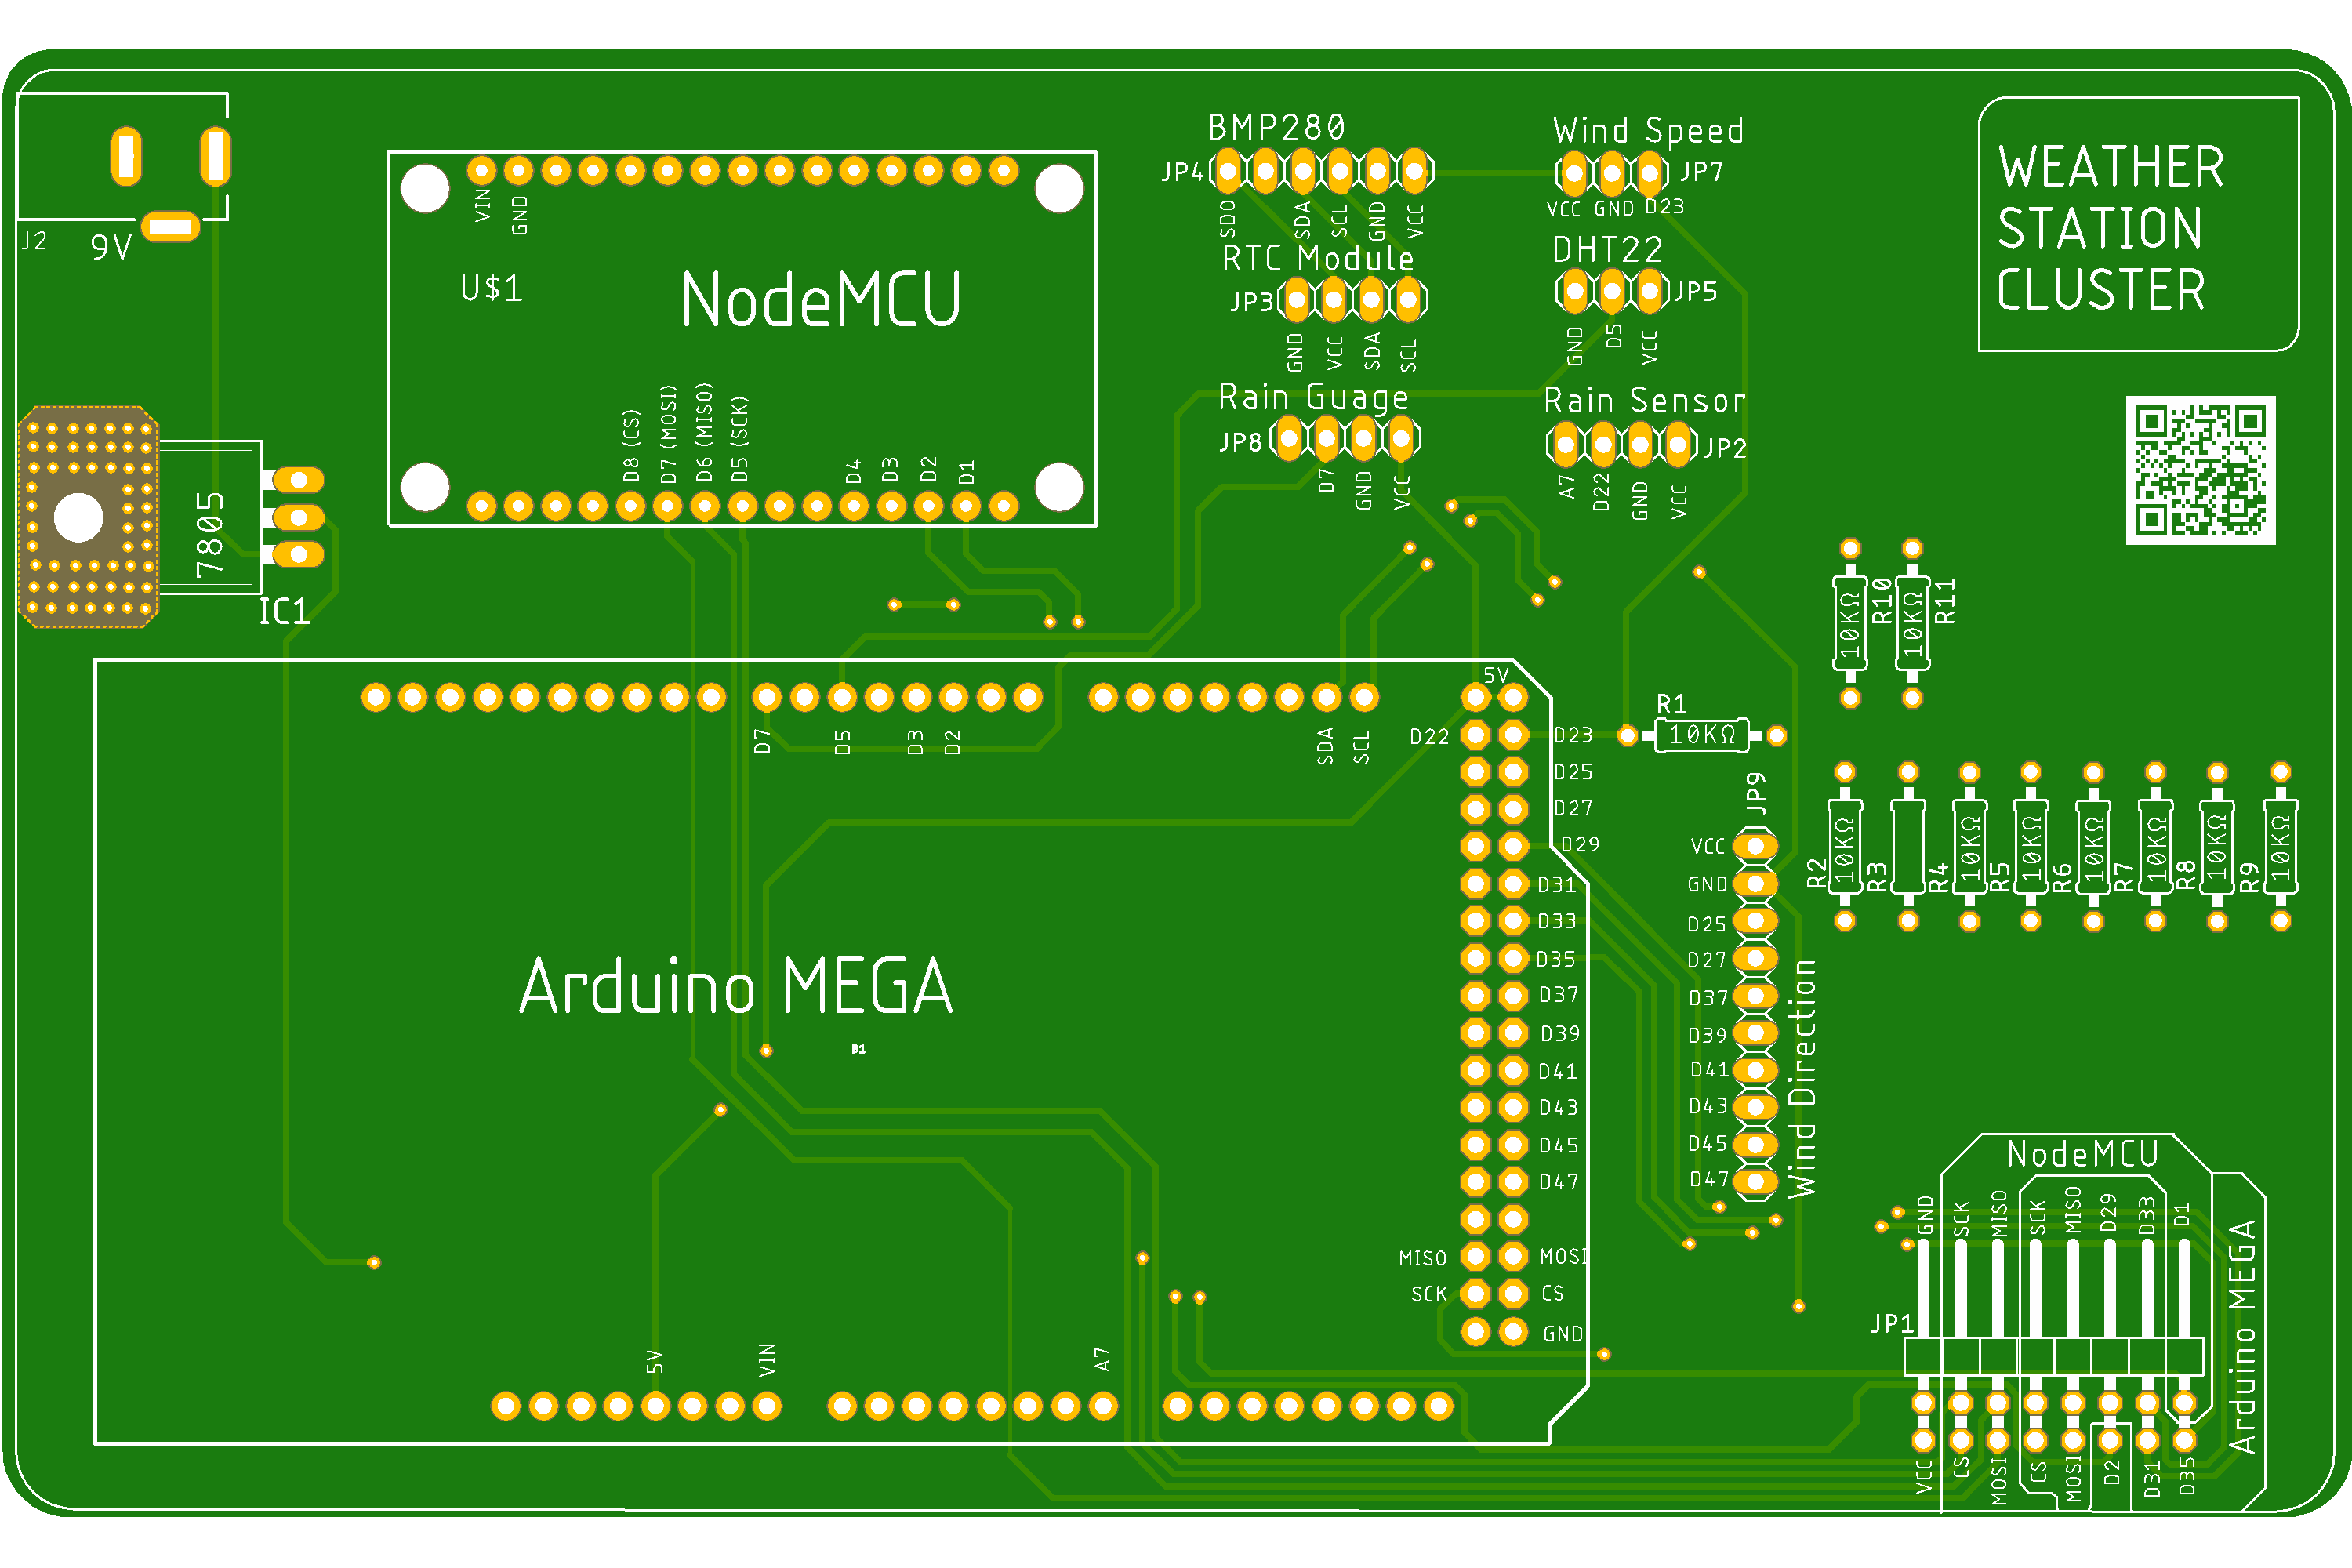 WEATHER
STATION
CLUSTER
J2
9V
7805
IC1
VIN
GND
U$1
NodeMCU
D8 (CS)
D7 (MOSI)
D6 (MISO)
D5 (SCK)
D4
D3
D2
D1
BMP280
JP4
SDO
SDA
SCL
GND
VCC
RTC Module
JP3
GND
VCC
SDA
SCL
Rain Guage
JP8
D7
GND
VCC
Wind Speed
JP7
VCC GND D23
DHT22
JP5
GND
D5
VCC
Rain Sensor
JP2
A7
D22
GND
VCC
10KΩ
R10
10KΩ
R11
R1
10KΩ
R2
10KΩ
R3
R4
10KΩ
R5
10KΩ
R6
10KΩ
R7
10KΩ
R8
10KΩ
R9
10KΩ
D7
D5
D3
D2
SDA
SCL
5V
D22
D23
D25
D27
D29
D31
D33
D35
D37
D39
D41
D43
D45
D47
MISO
MOSI
SCK
CS
GND
Arduino MEGA
B1
5V
VIN
A7
JP9
VCC
GND
D25
D27
D37
D39
D41
D43
D45
D47
Wind Direction
NodeMCU
GND
SCK
MISO
SCK
MISO
D29
D33
D1
JP1
Arduino MEGA
VCC
CS
MOSI
CS
MOSI
D2
D31
D35